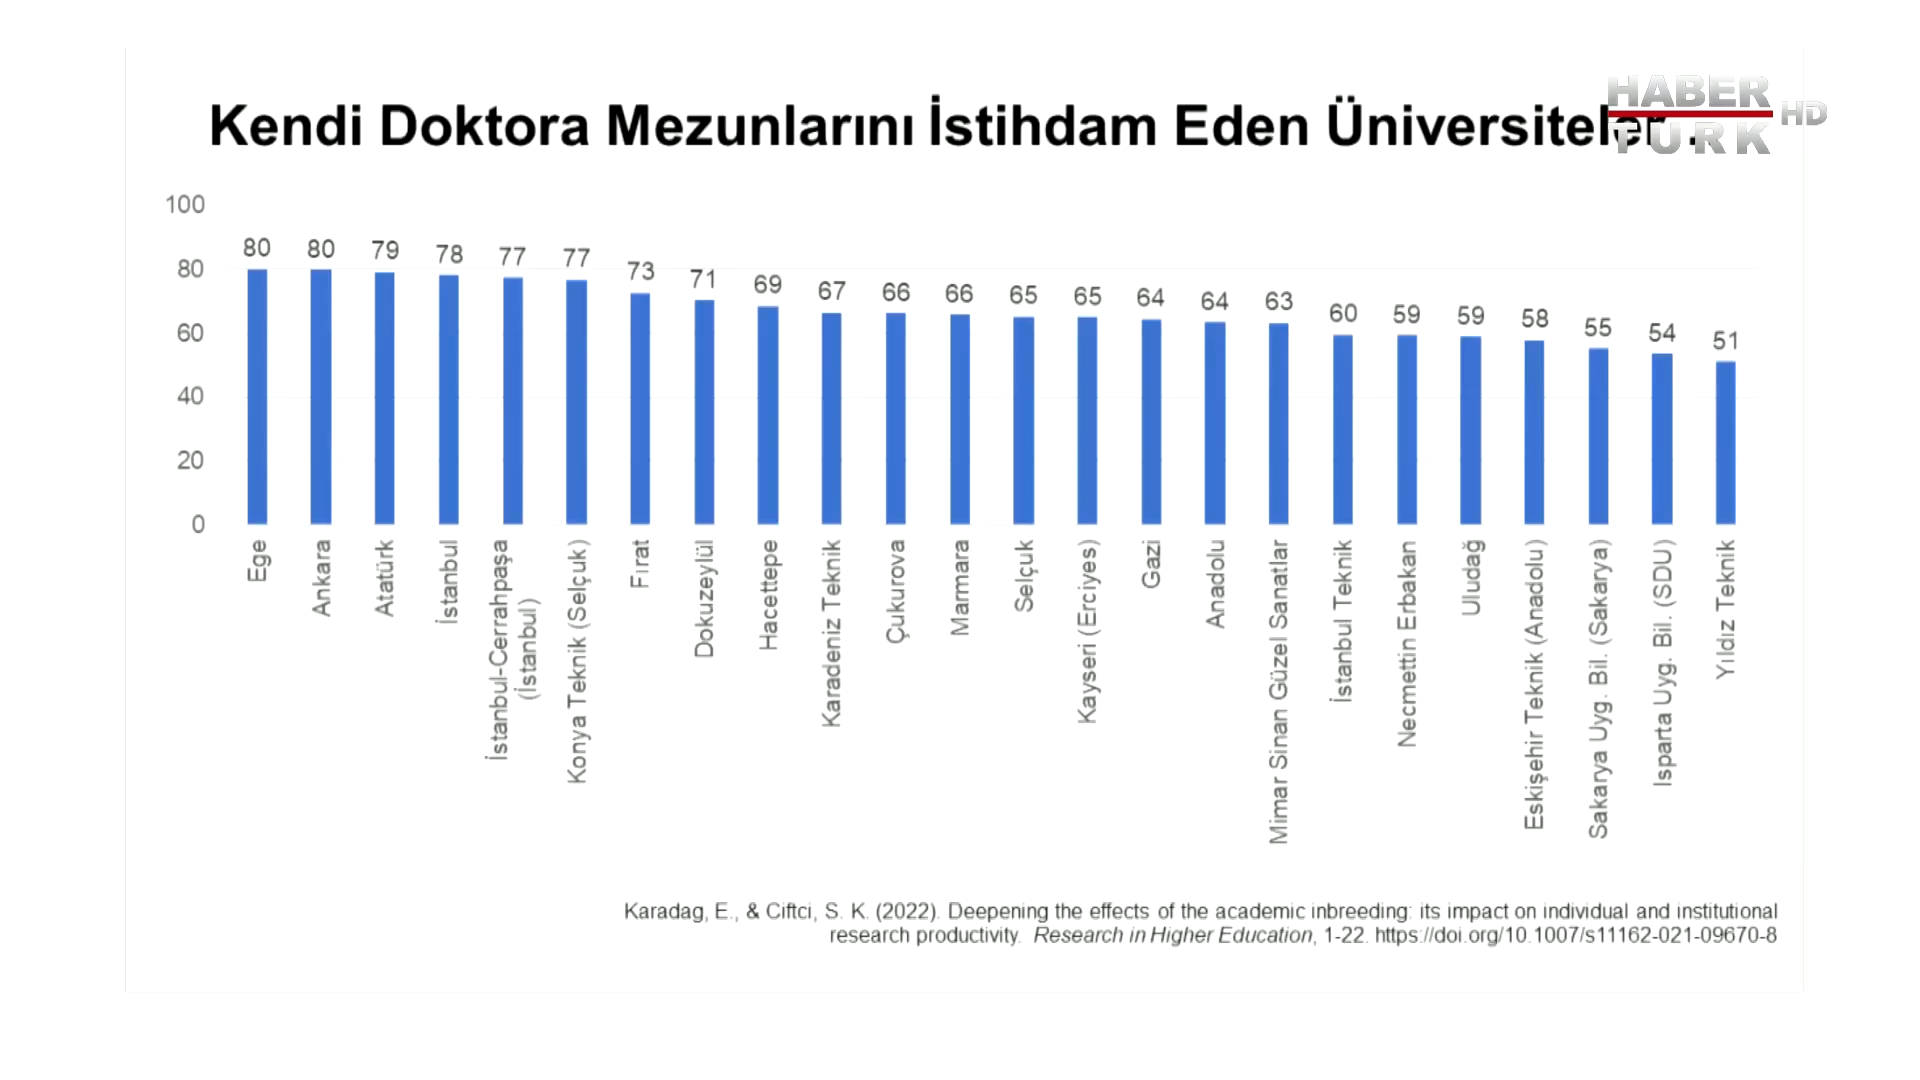 HABER
TÜRK HD
Kendi Doktora Mezunlarını İstihdam Eden Üniversiteler
100
80
60
40
20
0
80 80 79 78 77 77 73 71 69 67 66 66 65 65 64 64 63 60 59 59 58 55 54 51
Ege
Ankara
Atatürk
İstanbul
İstanbul-Cerrahpaşa
(İstanbul)
Konya Teknik (Selçuk)
Fırat
Dokuzeylül
Hacettepe
Karadeniz Teknik
Çukurova
Marmara
Selçuk
Kayseri (Erciyes)
Gazi
Anadolu
Mimar Sinan Güzel Sanatlar
İstanbul Teknik
Necmettin Erbakan
Uludağ
Eskişehir Teknik (Anadolu)
Sakarya Uyg. Bil. (Sakarya)
Isparta Uyg. Bil. (SDU)
Yıldız Teknik
Karadag, E., & Ciftci, S. K. (2022). Deepening the effects of the academic inbreeding: its impact on individual and institutional
research productivity. Research in Higher Education, 1-22. https://doi.org/10.1007/s11162-021-09670-8